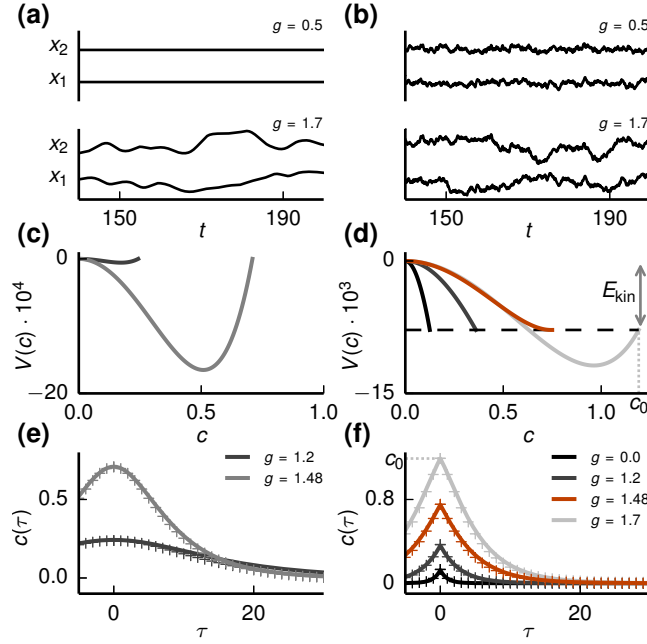 (a)
g = 0.5
x2
x1
g = 1.7
x2
x1
150
190
t
(b)
g = 0.5
g = 1.7
150
190
t
(c)
0
−20
V(c) · 10^4
0.0
0.5
1.0
c
(d)
0
−15
V(c) · 10^3
E_kin
0.0
0.6
1.0
c0
c
(e)
g = 1.2
g = 1.48
0.5
0.0
c(τ)
0
20
τ
(f)
c0
0.8
0
c(τ)
g = 0.0
g = 1.2
g = 1.48
g = 1.7
0
20
τ